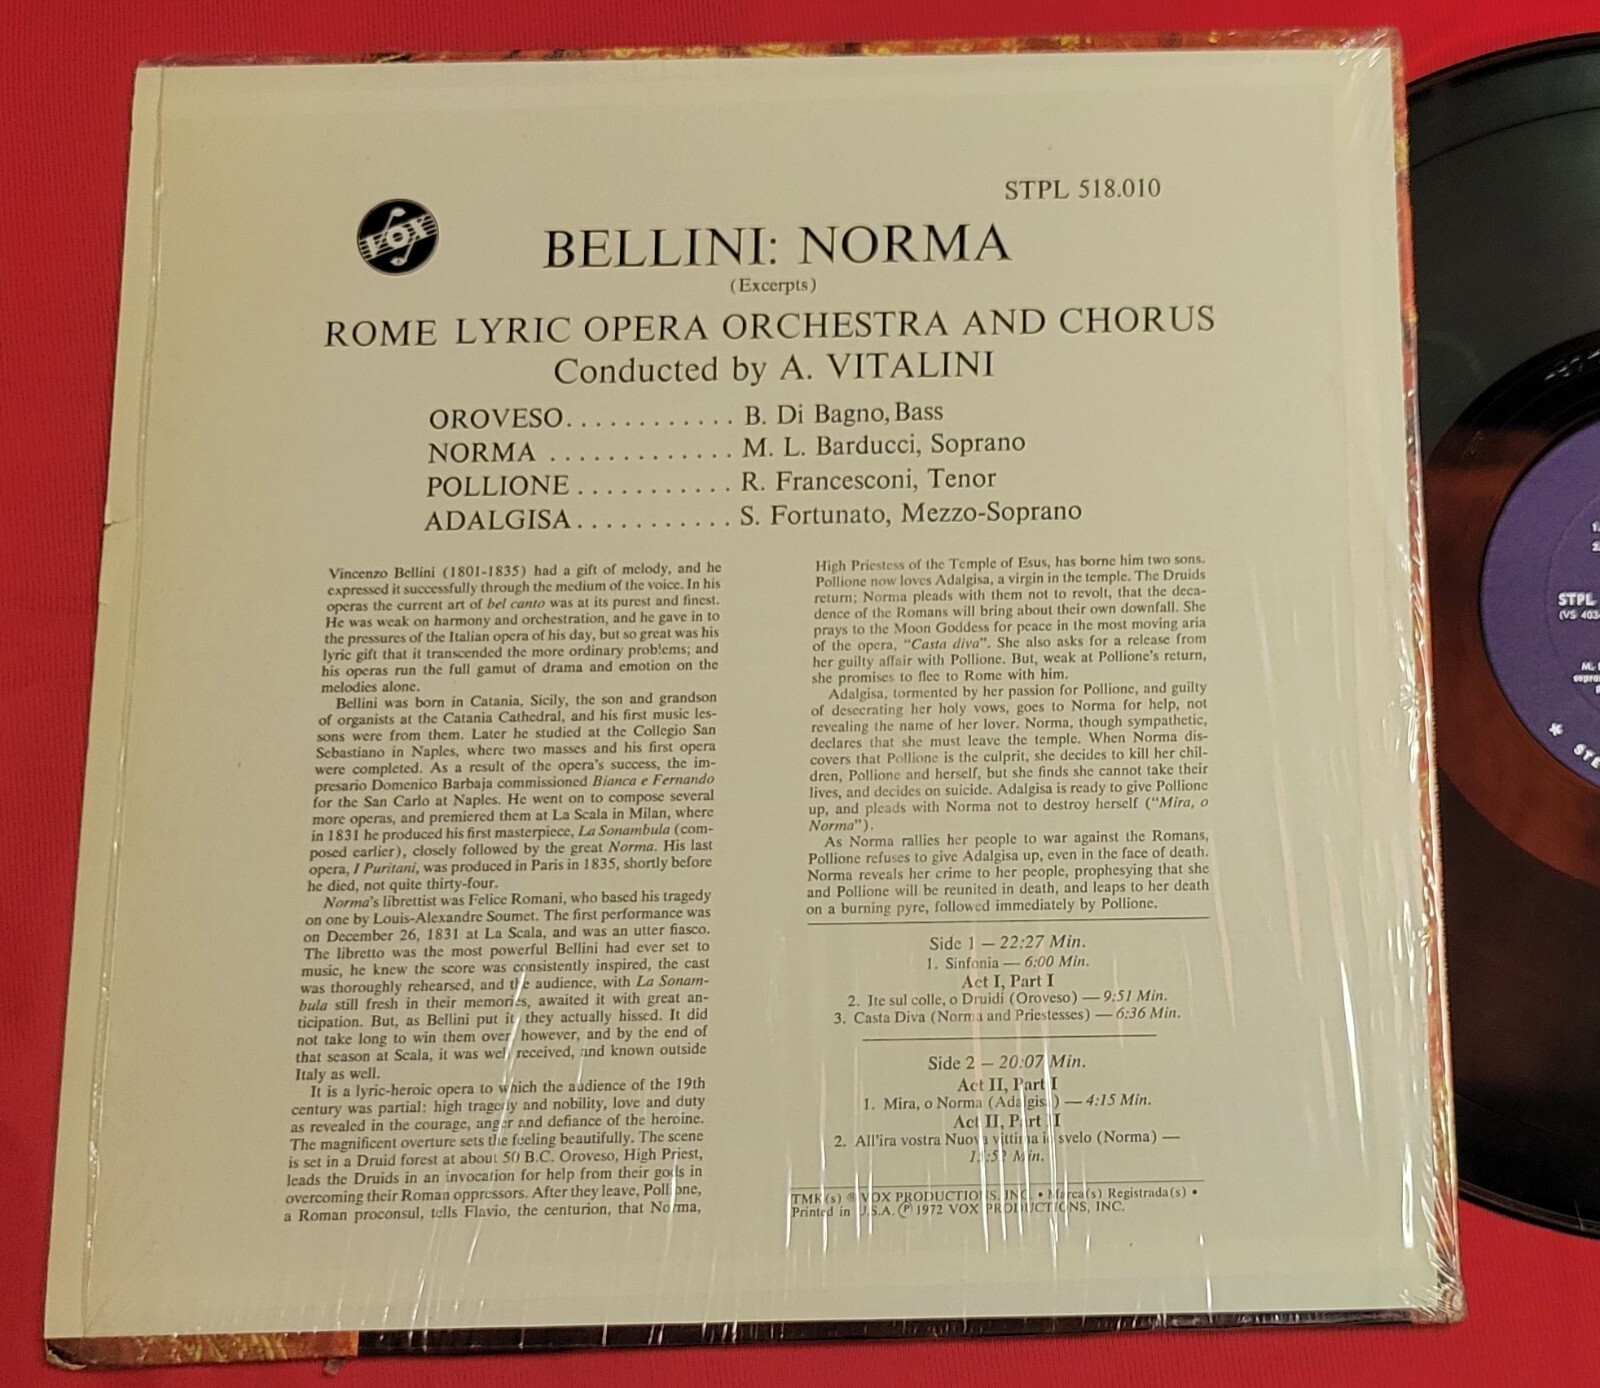 STPL 518.010
VOX
BELLINI: NORMA
(Excerpts)
ROME LYRIC OPERA ORCHESTRA AND CHORUS
Conducted by A. VITALINI
OROVESO............ B. Di Bagno, Bass
NORMA ............. M. L. Barducci, Soprano
POLLIONE........... R. Francesconi, Tenor
ADALGISA........... S. Fortunato, Mezzo-Soprano
Vincenzo Bellini (1801-1835) had a gift of melody, and he
expressed it successfully through the medium of the voice. In his
operas the current art of bel canto was at its purest and finest.
He was weak on harmony and orchestration, and he gave in to
the pressures of the Italian opera of his day, but so great was his
lyric gift that it transcended the more ordinary problems; and
his operas run the full gamut of drama and emotion on the
melodies alone.
Bellini was born in Catania, Sicily, the son and grandson
of organists at the Catania Cathedral, and his first music les-
sons were from them. Later he studied at the Collegio San
Sebastiano in Naples, where two masses and his first opera
were completed. As a result of the opera's success, the im-
presario Domenico Barbaja commissioned Bianca e Fernando
for the San Carlo at Naples. He went on to compose several
more operas, and premiered them at La Scala in Milan, where
in 1831 he produced his first masterpiece, La Sonambula (com-
posed earlier), closely followed by the great Norma. His last
opera, I Puritani, was produced in Paris in 1835, shortly before
he died, not quite thirty-four.
Norma's librettist was Felice Romani, who based his tragedy
on one by Louis-Alexandre Soumet. The first performance was
on December 26, 1831 at La Scala, and was an utter fiasco.
The libretto was the most powerful Bellini had ever set to
music, he knew the score was consistently inspired, the cast
was thoroughly rehearsed, and the audience, with La Sonam-
bula still fresh in their memories, awaited it with great an-
ticipation. But, as Bellini put it, they actually hissed. It did
not take long to win them over, however, and by the end of
that season at Scala, it was well received, and known outside
Italy as well.
It is a lyric-heroic opera to which the audience of the 19th
century was partial: high tragedy and nobility, love and duty
as revealed in the courage, anger and defiance of the heroine.
The magnificent overture sets the feeling beautifully. The scene
is set in a Druid forest at about 50 B.C. Oroveso, High Priest,
leads the Druids in an invocation for help from their gods in
overcoming their Roman oppressors. After they leave, Pollione,
a Roman proconsul, tells Flavio, the centurion, that Norma,
High Priestess of the Temple of Esus, has borne him two sons.
Pollione now loves Adalgisa, a virgin in the temple. The Druids
return; Norma pleads with them not to revolt, that the deca-
dence of the Romans will bring about their own downfall. She
prays to the Moon Goddess for peace in the most moving aria
of the opera, "Casta diva". She also asks for a release from
her guilty affair with Pollione. But, weak at Pollione's return,
she promises to flee to Rome with him.
Adalgisa, tormented by her passion for Pollione, and guilty
of desecrating her holy vows, goes to Norma for help, not
revealing the name of her lover. Norma, though sympathetic,
declares that she must leave the temple. When Norma dis-
covers that Pollione is the culprit, she decides to kill her chil-
dren, Pollione and herself, but she finds she cannot take their
lives, and decides on suicide. Adalgisa is ready to give Pollione
up, and pleads with Norma not to destroy herself ("Mira, o
Norma").
As Norma rallies her people to war against the Romans,
Pollione refuses to give Adalgisa up, even in the face of death.
Norma reveals her crime to her people, prophesying that she
and Pollione will be reunited in death, and leaps to her death
on a burning pyre, followed immediately by Pollione.
Side 1 — 22:27 Min.
1. Sinfonia — 6:00 Min.
Act I, Part I
2. Ite sul colle, o Druidi (Oroveso) — 9:51 Min.
3. Casta Diva (Norma and Priestesses) — 6:36 Min.
Side 2 — 20:07 Min.
Act II, Part I
1. Mira, o Norma (Adalgisa) — 4:15 Min.
Act II, Part II
2. All'ira vostra Nuova vittima io svelo (Norma) —
Min.
TMK(s) ® VOX PRODUCTIONS, INC. • Marca(s) Registrada(s) •
Printed in U.S.A. ℗ 1972 VOX PRODUCTIONS, INC.
STPL
(VS 403